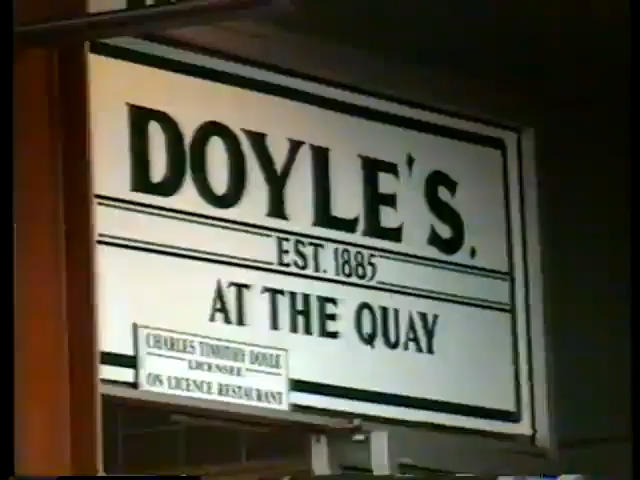 DOYLE'S.
EST. 1885
AT THE QUAY
CHARLES TIMOTHY DOYLE
LICENSEE
ON LICENCE RESTAURANT